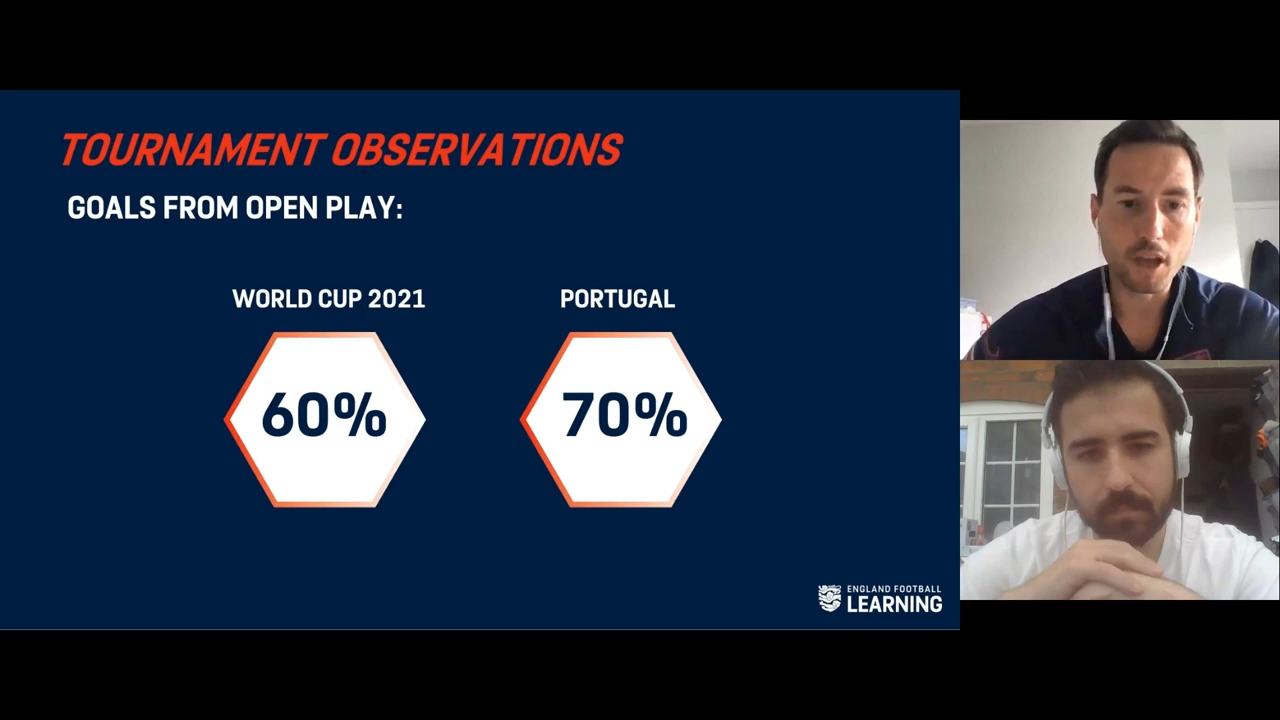 TOURNAMENT OBSERVATIONS
GOALS FROM OPEN PLAY:
WORLD CUP 2021
PORTUGAL
60%
70%
ENGLAND FOOTBALL
LEARNING